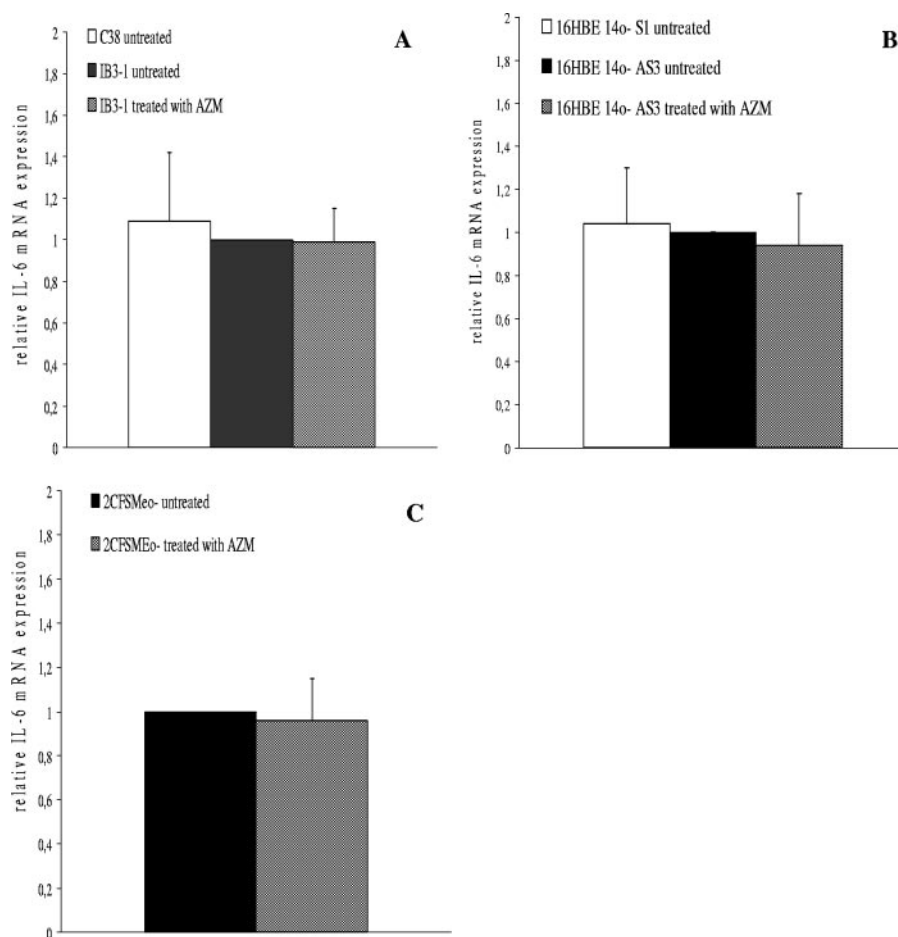 A
C38 untreated
IB3-1 untreated
IB3-1 treated with AZM
relative IL-6 mRNA expression
2
1,8
1,6
1,4
1,2
1
0,8
0,6
0,4
0,2
0
B
16HBE 14o- S1 untreated
16HBE 14o- AS3 untreated
16HBE 14o- AS3 treated with AZM
relative IL-6 mRNA expression
2
1,8
1,6
1,4
1,2
1
0,8
0,6
0,4
0,2
0
C
2CFSMeo- untreated
2CFSMEo- treated with AZM
relative IL-6 mRNA expression
2
1,8
1,6
1,4
1,2
1
0,8
0,6
0,4
0,2
0